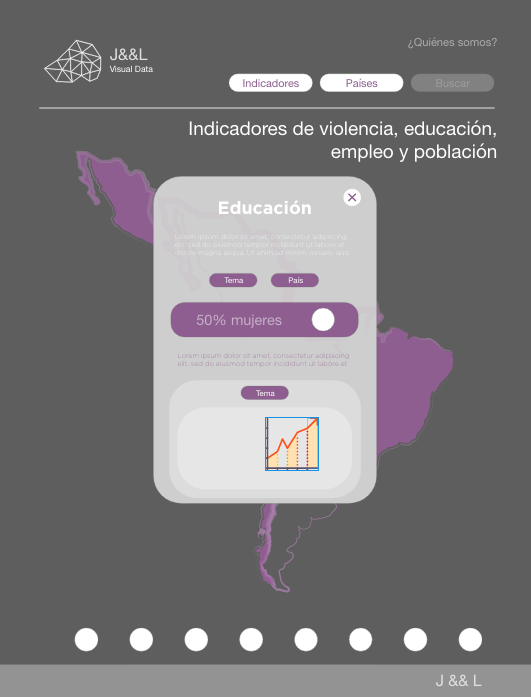 J&&L
Visual Data
¿Quiénes somos?
Indicadores
Países
Buscar
Indicadores de violencia, educación,
empleo y población
Educación
Lorem ipsum dolor sit amet, consectetur adipiscing
elit, sed do eiusmod tempor incididunt ut labore et
dolore magna aliqua. Ut enim ad minim veniam, quis
Tema
País
50% mujeres
Lorem ipsum dolor sit amet, consectetur adipiscing
elit, sed do eiusmod tempor incididunt ut labore et
Tema
J && L